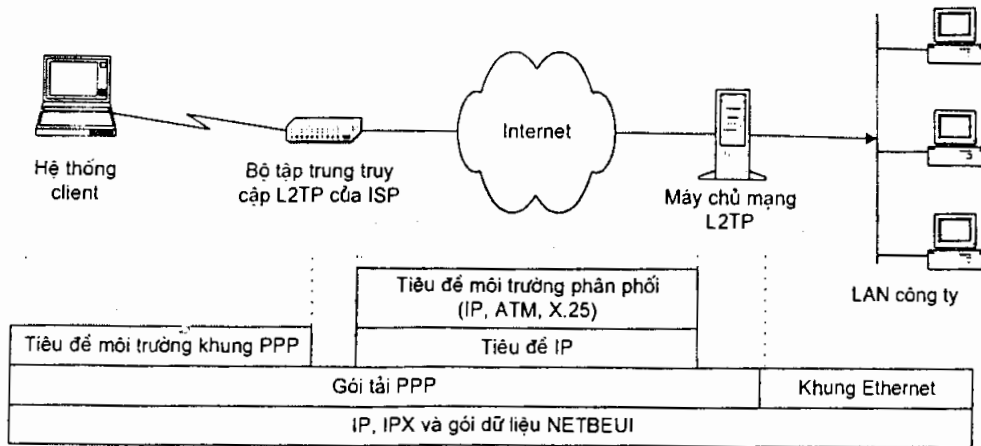 Internet
Hệ thống
client
Bộ tập trung truy
cập L2TP của ISP
Máy chủ mạng
L2TP
LAN công ty
Tiêu đề môi trường phân phối
(IP, ATM, X.25)
Tiêu đề môi trường khung PPP
Tiêu đề IP
Gói tải PPP
Khung Ethernet
IP, IPX và gói dữ liệu NETBEUI